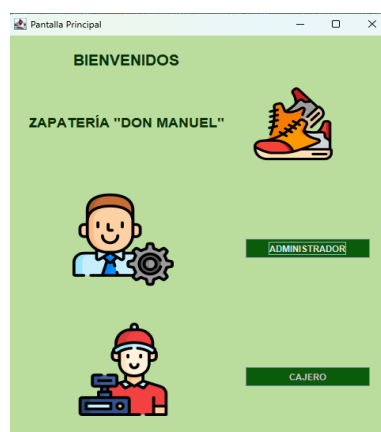 Pantalla Principal
BIENVENIDOS
ZAPATERÍA "DON MANUEL"
ADMINISTRADOR
CAJERO